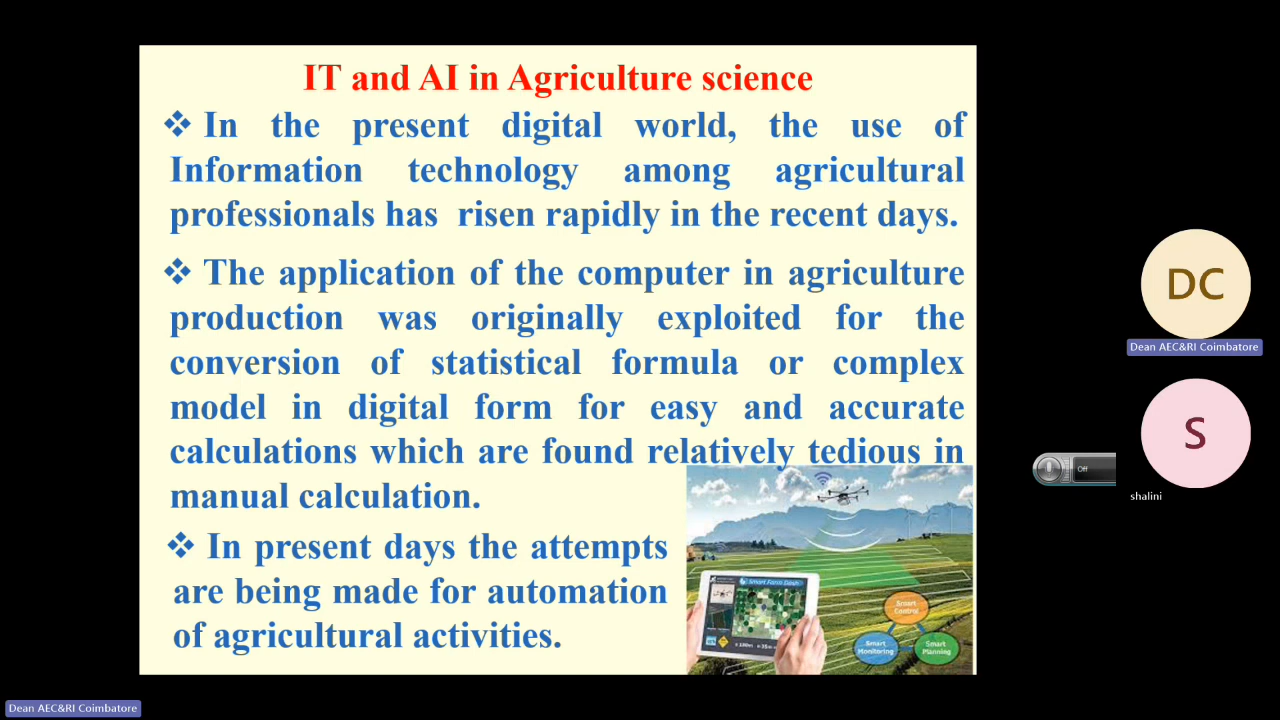 IT and AI in Agriculture science
❖ In the present digital world, the use of
Information technology among agricultural
professionals has risen rapidly in the recent days.
❖ The application of the computer in agriculture
production was originally exploited for the
conversion of statistical formula or complex
model in digital form for easy and accurate
calculations which are found relatively tedious in
manual calculation.
❖ In present days the attempts
are being made for automation
of agricultural activities.
Smart Farm Dash
Smart
Control
Smart
Monitoring
Smart
Planning
DC
Dean AEC&RI Coimbatore
S
shalini
Off
Dean AEC&RI Coimbatore